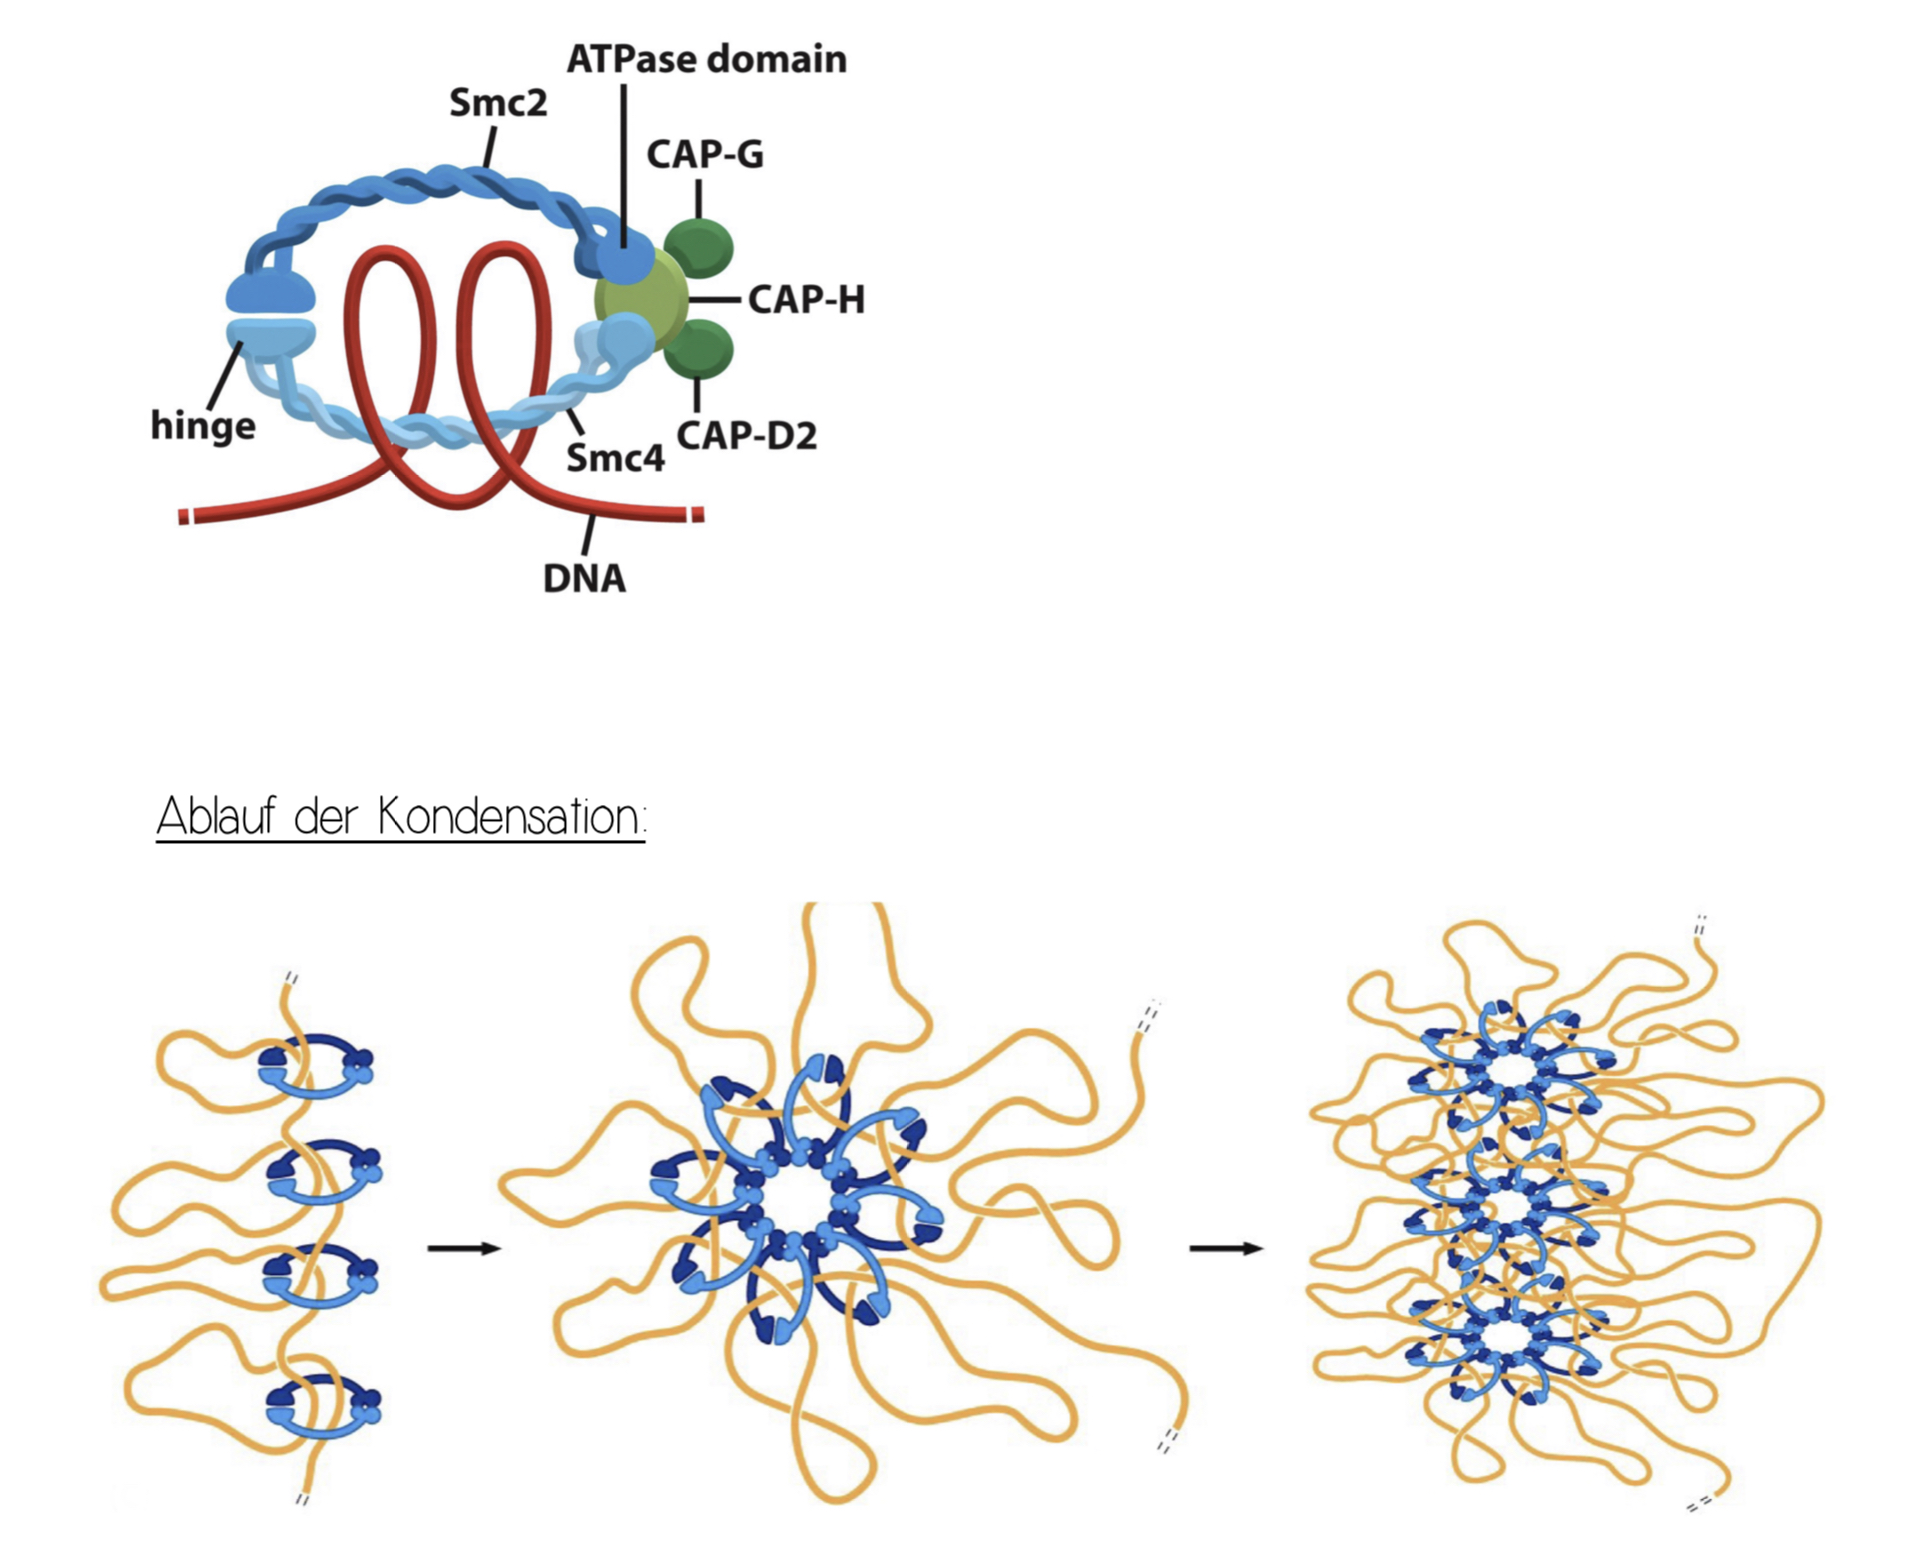 ATPase domain
Smc2
CAP-G
CAP-H
hinge
Smc4
CAP-D2
DNA
Ablauf der Kondensation: